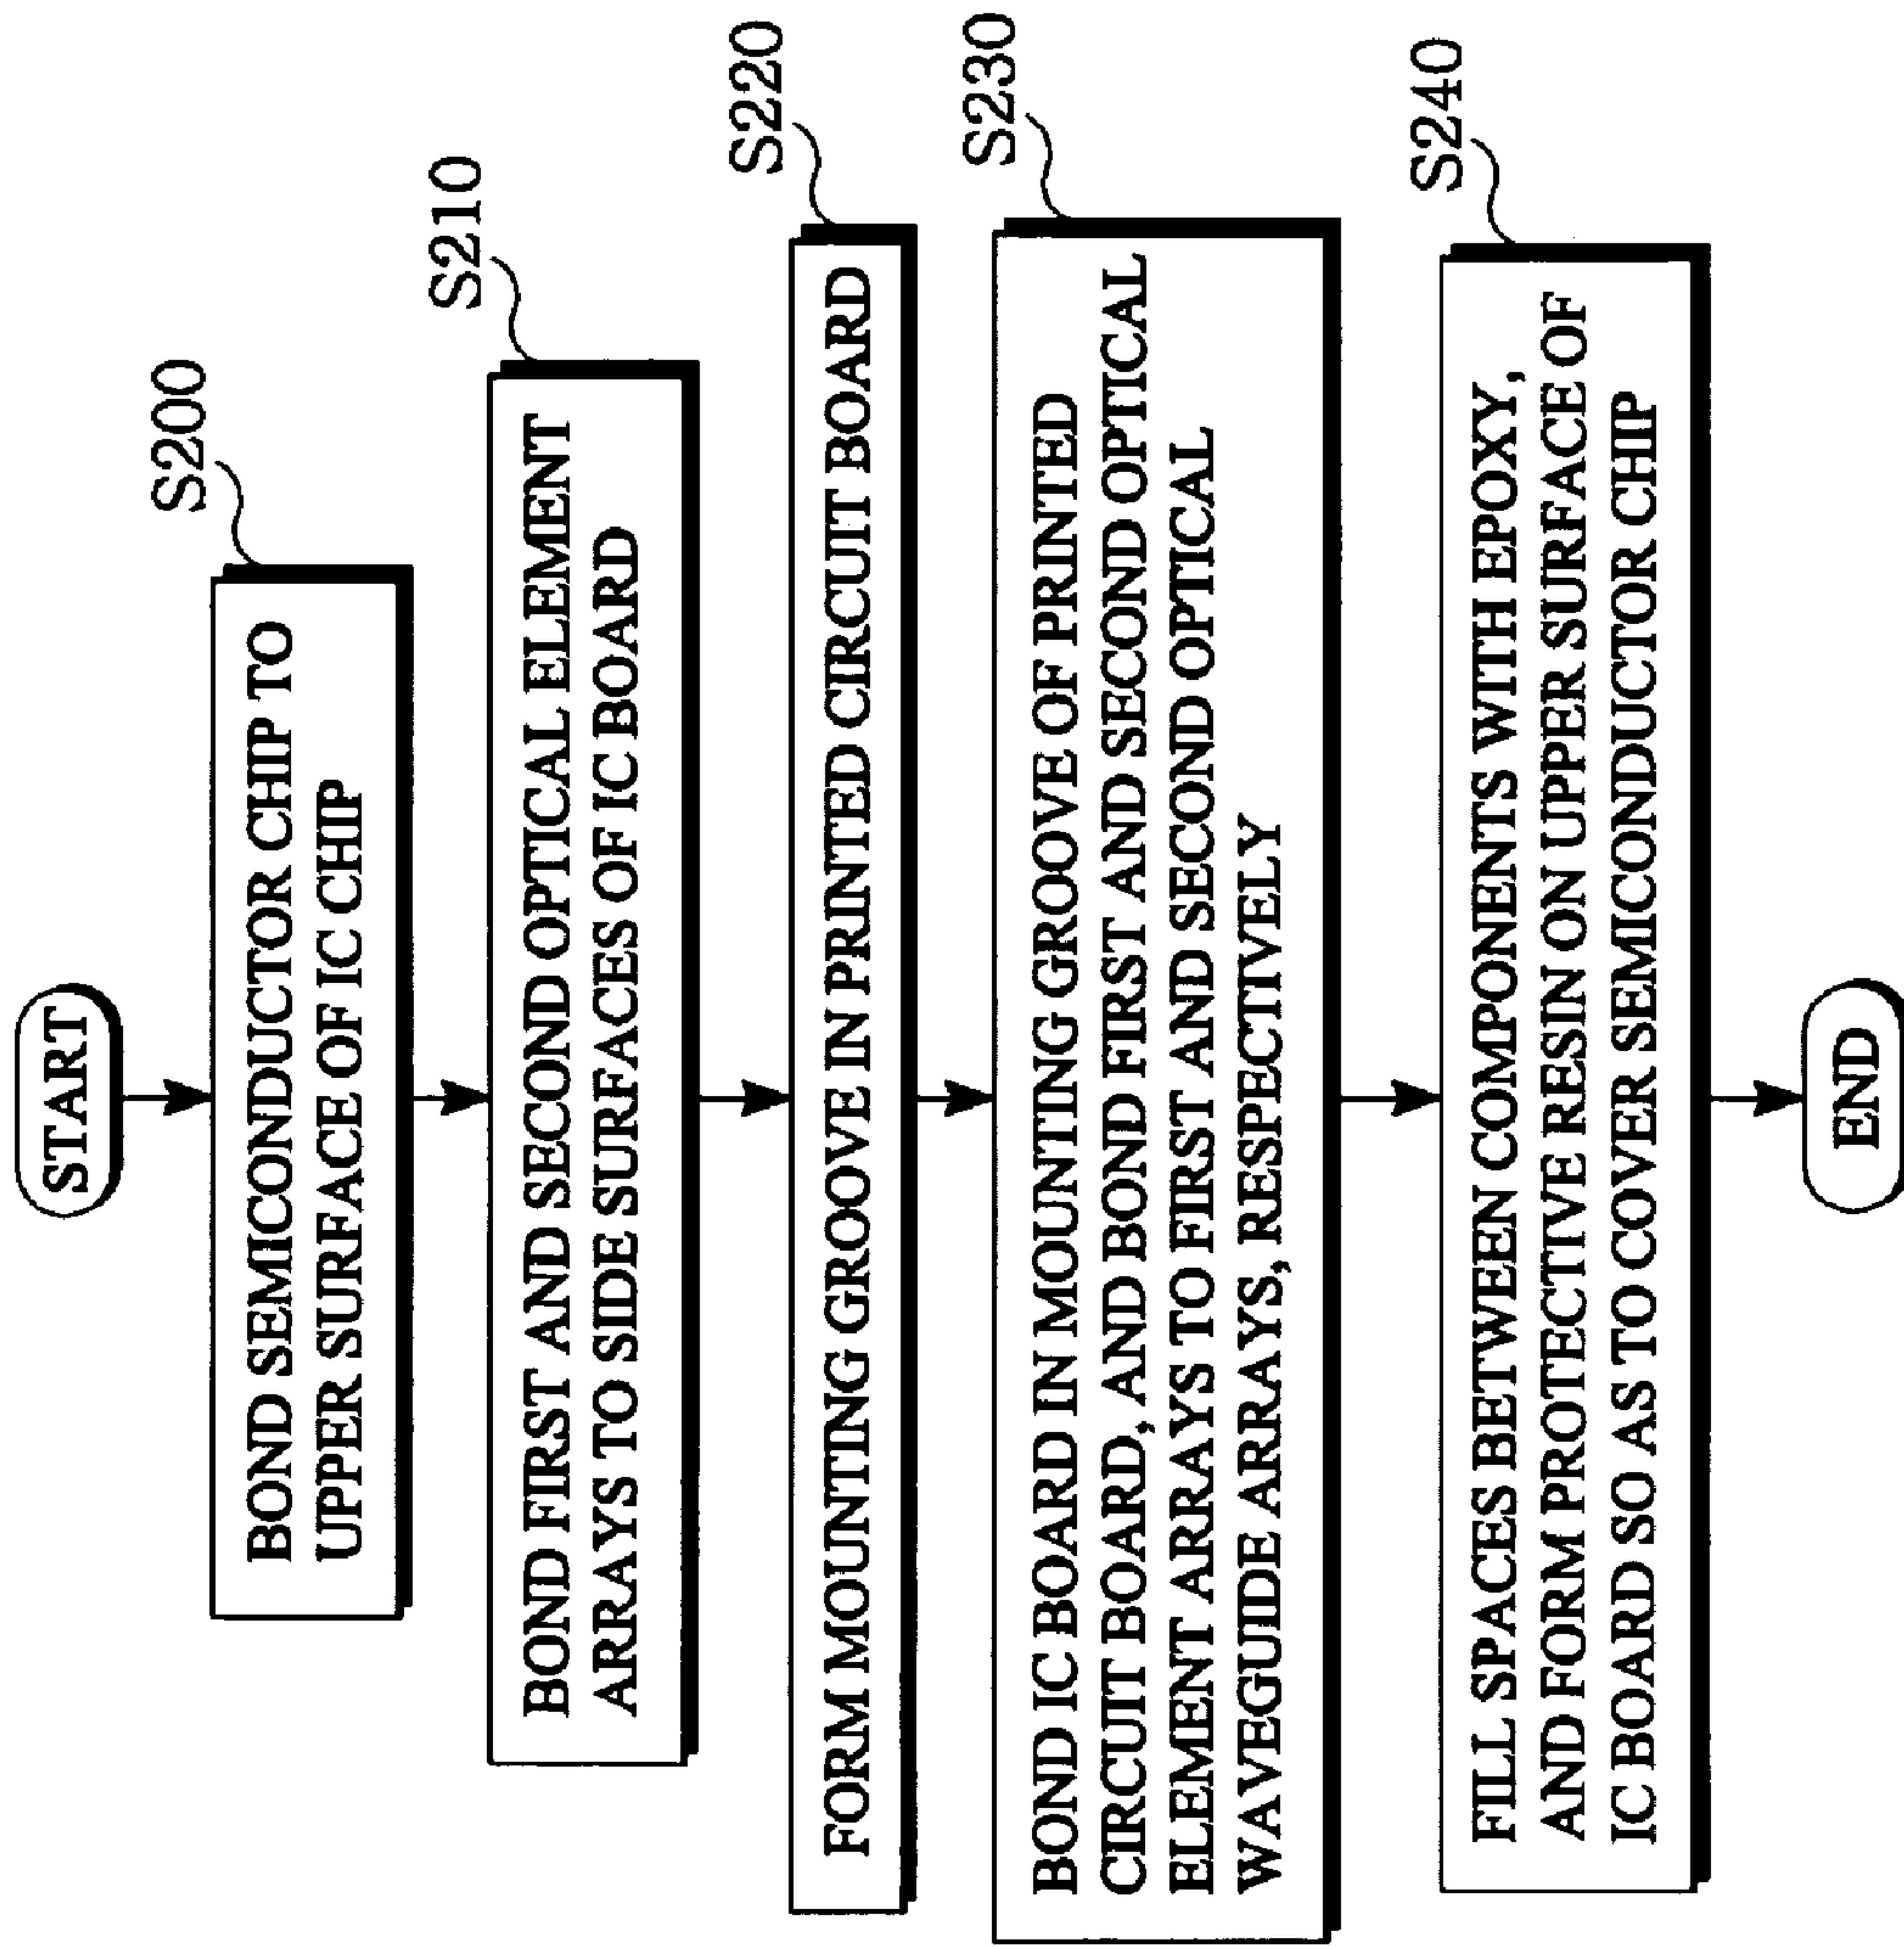 START
S200
BOND SEMICONDUCTOR CHIP TO
UPPER SURFACE OF IC CHIP
S210
BOND FIRST AND SECOND OPTICAL ELEMENT
ARRAYS TO SIDE SURFACES OF IC BOARD
S220
FORM MOUNTING GROOVE IN PRINTED CIRCUIT BOARD
S230
BOND IC BOARD IN MOUNTING GROOVE OF PRINTED
CIRCUIT BOARD, AND BOND FIRST AND SECOND OPTICAL
ELEMENT ARRAYS TO FIRST AND SECOND OPTICAL
WAVEGUIDE ARRAYS, RESPECTIVELY
S240
FILL SPACES BETWEEN COMPONENTS WITH EPOXY,
AND FORM PROTECTIVE RESIN ON UPPER SURFACE OF
IC BOARD SO AS TO COVER SEMICONDUCTOR CHIP
END